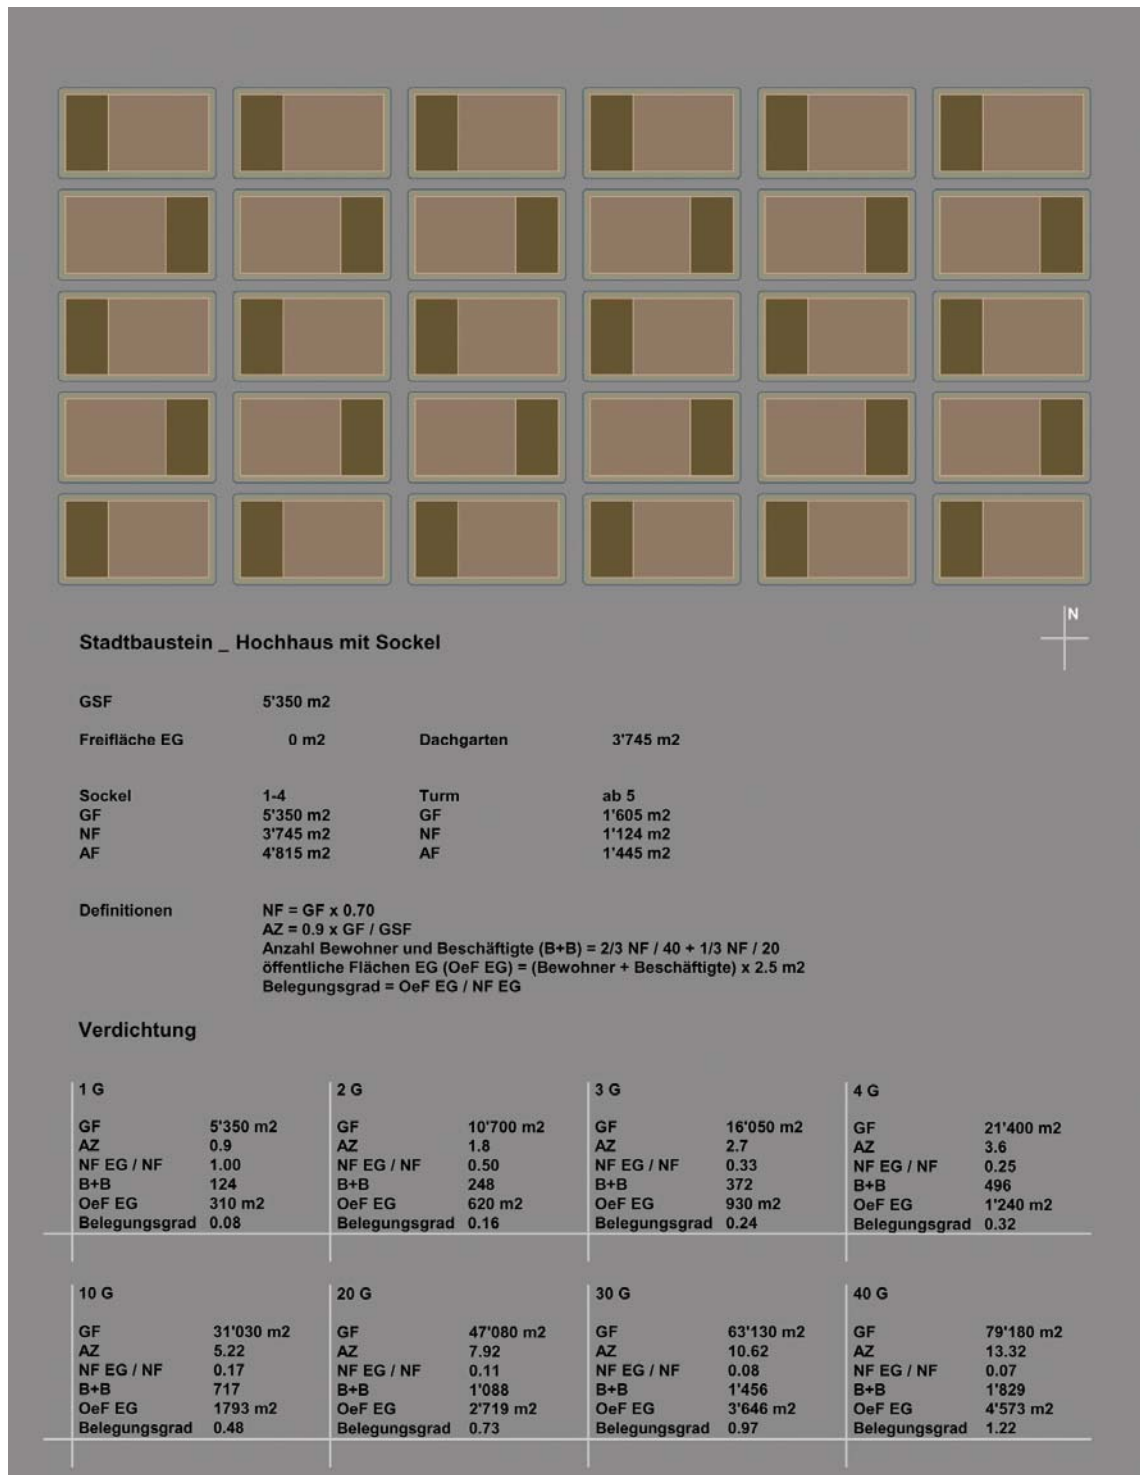 N
Stadtbaustein _ Hochhaus mit Sockel
GSF 5'350 m2
Freifläche EG 0 m2 Dachgarten 3'745 m2
Sockel 1-4 Turm ab 5
GF 5'350 m2 GF 1'605 m2
NF 3'745 m2 NF 1'124 m2
AF 4'815 m2 AF 1'445 m2
Definitionen NF = GF x 0.70
AZ = 0.9 x GF / GSF
Anzahl Bewohner und Beschäftigte (B+B) = 2/3 NF / 40 + 1/3 NF / 20
öffentliche Flächen EG (OeF EG) = (Bewohner + Beschäftigte) x 2.5 m2
Belegungsgrad = OeF EG / NF EG
Verdichtung
1 G 2 G 3 G 4 G
GF 5'350 m2 GF 10'700 m2 GF 16'050 m2 GF 21'400 m2
AZ 0.9 AZ 1.8 AZ 2.7 AZ 3.6
NF EG / NF 1.00 NF EG / NF 0.50 NF EG / NF 0.33 NF EG / NF 0.25
B+B 124 B+B 248 B+B 372 B+B 496
OeF EG 310 m2 OeF EG 620 m2 OeF EG 930 m2 OeF EG 1'240 m2
Belegungsgrad 0.08 Belegungsgrad 0.16 Belegungsgrad 0.24 Belegungsgrad 0.32
10 G 20 G 30 G 40 G
GF 31'030 m2 GF 47'080 m2 GF 63'130 m2 GF 79'180 m2
AZ 5.22 AZ 7.92 AZ 10.62 AZ 13.32
NF EG / NF 0.17 NF EG / NF 0.11 NF EG / NF 0.08 NF EG / NF 0.07
B+B 717 B+B 1'088 B+B 1'456 B+B 1'829
OeF EG 1793 m2 OeF EG 2'719 m2 OeF EG 3'646 m2 OeF EG 4'573 m2
Belegungsgrad 0.48 Belegungsgrad 0.73 Belegungsgrad 0.97 Belegungsgrad 1.22